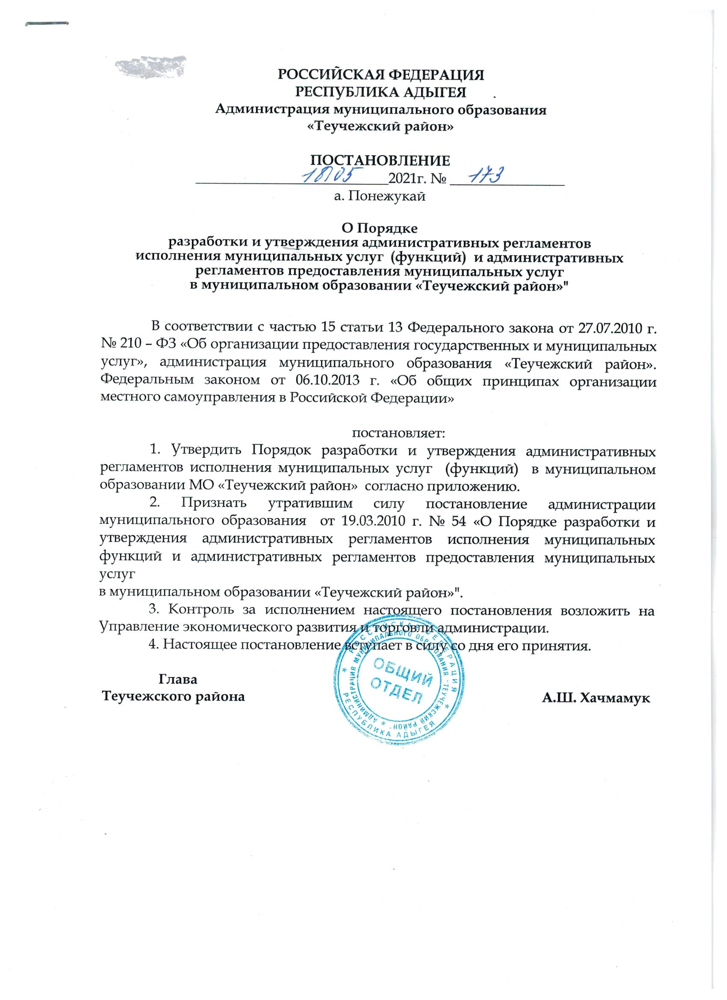 РОССИЙСКАЯ ФЕДЕРАЦИЯ
РЕСПУБЛИКА АДЫГЕЯ
Администрация муниципального образования
«Теучежский район»
ПОСТАНОВЛЕНИЕ
18.05 2021г. № 173
а. Понежукай
О Порядке
разработки и утверждения административных регламентов
исполнения муниципальных услуг (функций) и административных
регламентов предоставления муниципальных услуг
в муниципальном образовании «Теучежский район»"
В соответствии с частью 15 статьи 13 Федерального закона от 27.07.2010 г.
№ 210 – ФЗ «Об организации предоставления государственных и муниципальных
услуг», администрация муниципального образования «Теучежский район».
Федеральным законом от 06.10.2013 г. «Об общих принципах организации
местного самоуправления в Российской Федерации»
постановляет:
1. Утвердить Порядок разработки и утверждения административных
регламентов исполнения муниципальных услуг (функций) в муниципальном
образовании МО «Теучежский район» согласно приложению.
2. Признать утратившим силу постановление администрации
муниципального образования от 19.03.2010 г. № 54 «О Порядке разработки и
утверждения административных регламентов исполнения муниципальных
функций и административных регламентов предоставления муниципальных
услуг
в муниципальном образовании «Теучежский район»".
3. Контроль за исполнением настоящего постановления возложить на
Управление экономического развития и торговли администрации.
4. Настоящее постановление вступает в силу со дня его принятия.
Глава
Теучежского района А.Ш. Хачмамук
РОССИЙСКАЯ ФЕДЕРАЦИЯ * РЕСПУБЛИКА АДЫГЕЯ *
АДМИНИСТРАЦИЯ МУНИЦИПАЛЬНОГО ОБРАЗОВАНИЯ "ТЕУЧЕЖСКИЙ РАЙОН" *
ОБЩИЙ
ОТДЕЛ